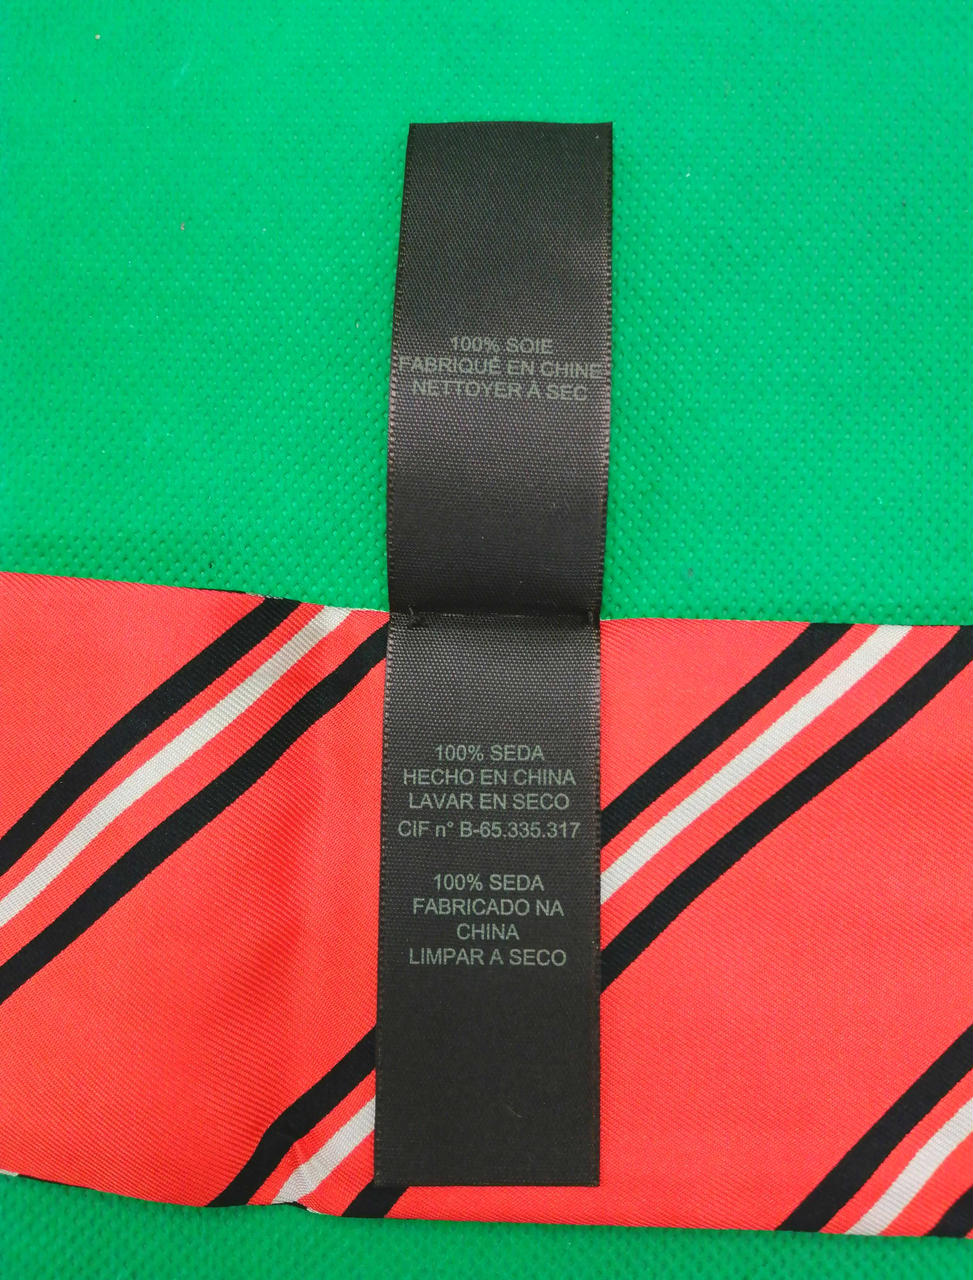 100% SOIE
FABRIQUÉ EN CHINE
NETTOYER A SEC
100% SEDA
HECHO EN CHINA
LAVAR EN SECO
CIF n° B-65.335.317
100% SEDA
FABRICADO NA
CHINA
LIMPAR A SECO